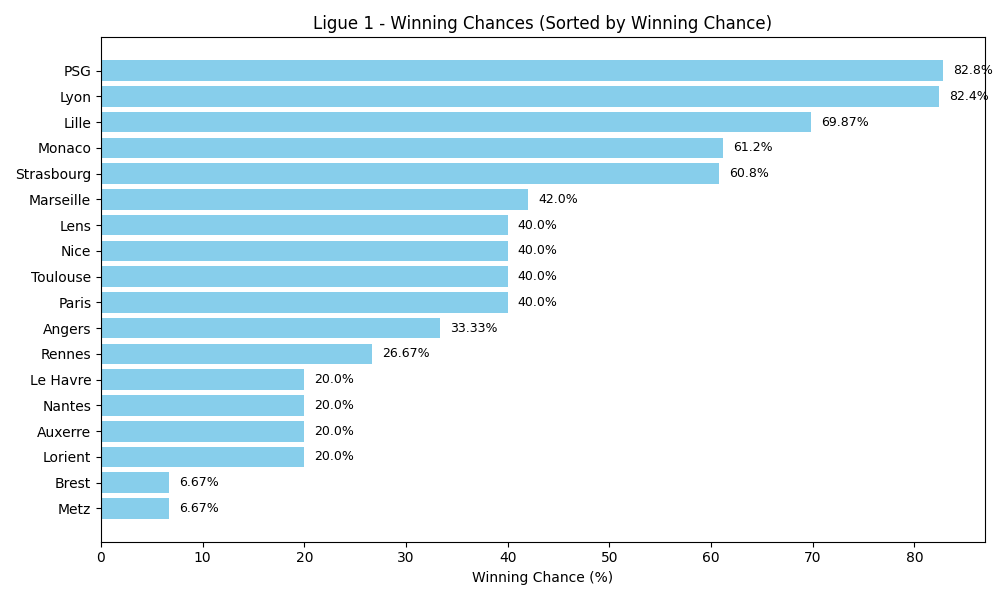 Ligue 1 - Winning Chances (Sorted by Winning Chance)
PSG 82.8%
Lyon 82.4%
Lille 69.87%
Monaco 61.2%
Strasbourg 60.8%
Marseille 42.0%
Lens 40.0%
Nice 40.0%
Toulouse 40.0%
Paris 40.0%
Angers 33.33%
Rennes 26.67%
Le Havre 20.0%
Nantes 20.0%
Auxerre 20.0%
Lorient 20.0%
Brest 6.67%
Metz 6.67%
0 10 20 30 40 50 60 70 80
Winning Chance (%)